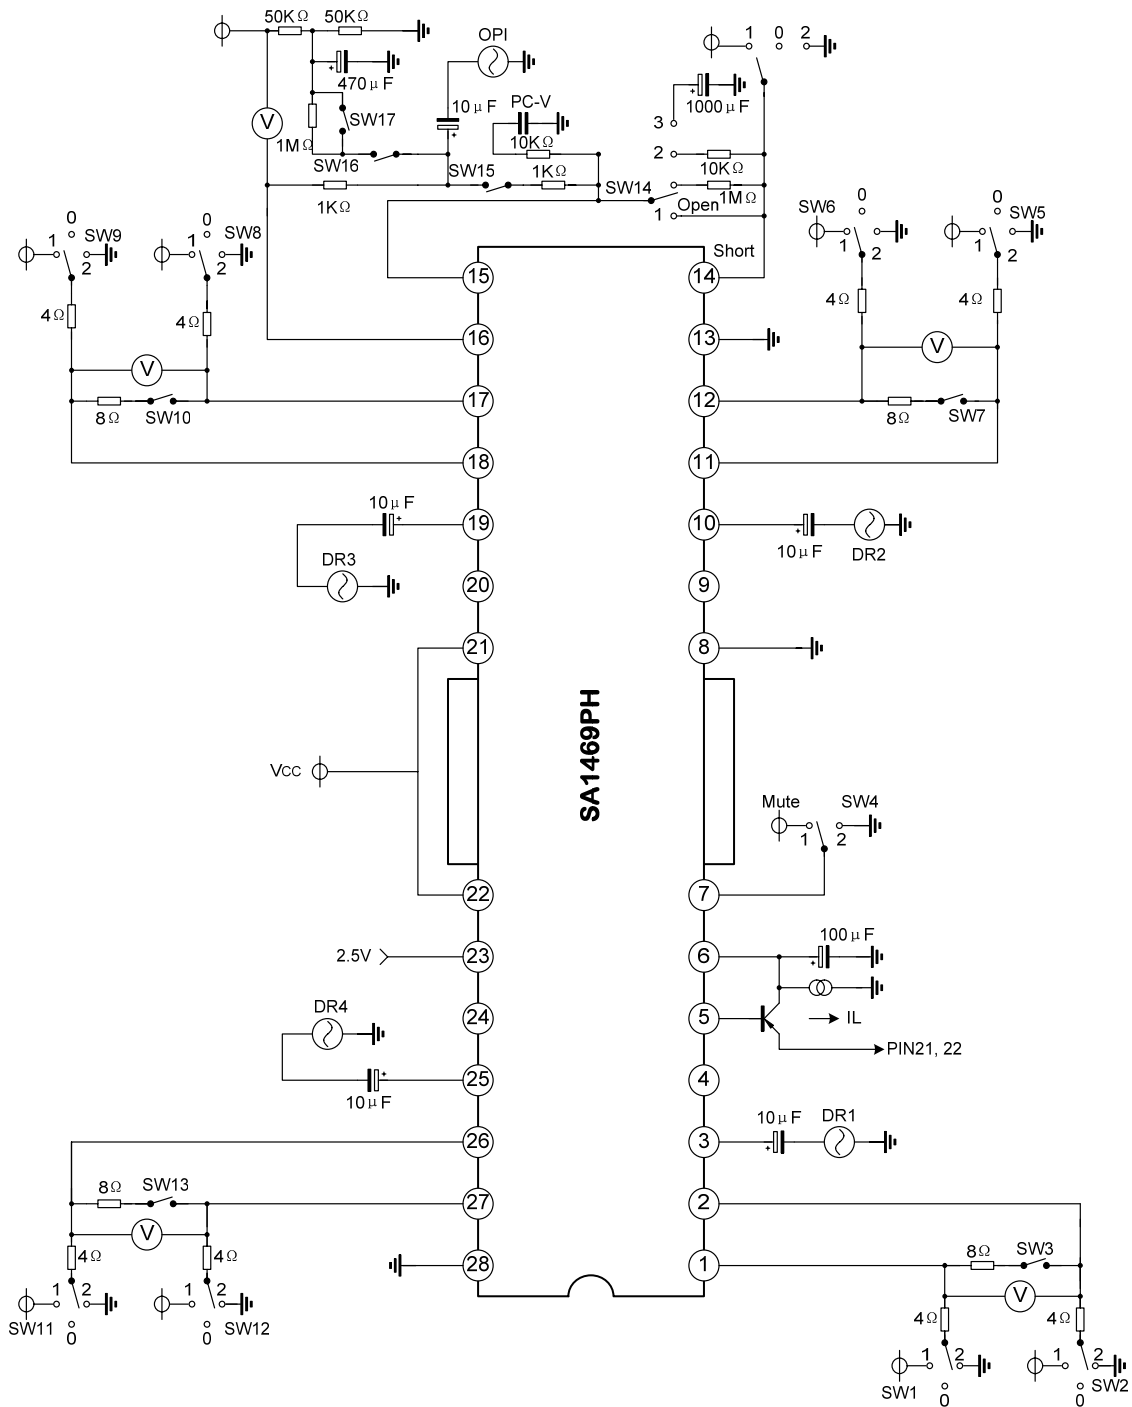 50KΩ 50KΩ
OPI
1 0 2
470μF
10μF
PC-V
1000μF
V
SW17
3
1MΩ
10KΩ
2
SW16
SW15
1KΩ
10KΩ
SW14
1MΩ
1KΩ
Open
1
0
SW9
0
SW8
SW6
0
0
SW5
1
2
1
2
1
2
1
2
Short
15
14
4Ω
4Ω
4Ω
4Ω
16
13
V
V
17
12
8Ω
SW10
8Ω
SW7
18
11
10μF
19
10
DR3
10μF
DR2
20
9
21
8
SA1469PH
VCC
Mute
SW4
1
2
22
7
100μF
2.5V
23
6
DR4
24
5
IL
PIN21, 22
25
4
10μF
10μF
DR1
26
3
8Ω
SW13
27
2
V
4Ω
4Ω
8Ω
SW3
28
1
1
2
1
2
V
SW11
0
0
SW12
4Ω
4Ω
1
2
1
2
SW1
0
0
SW2